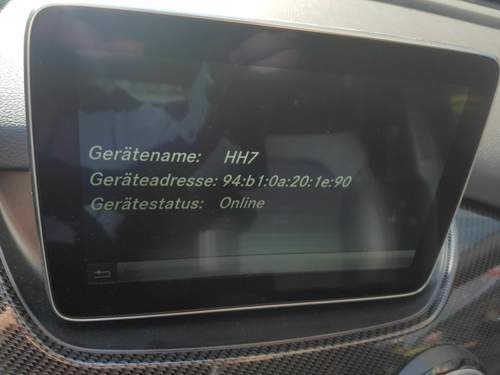 Gerätename: HH7
Geräteadresse: 94:b1:0a:20:1e:90
Gerätestatus: Online